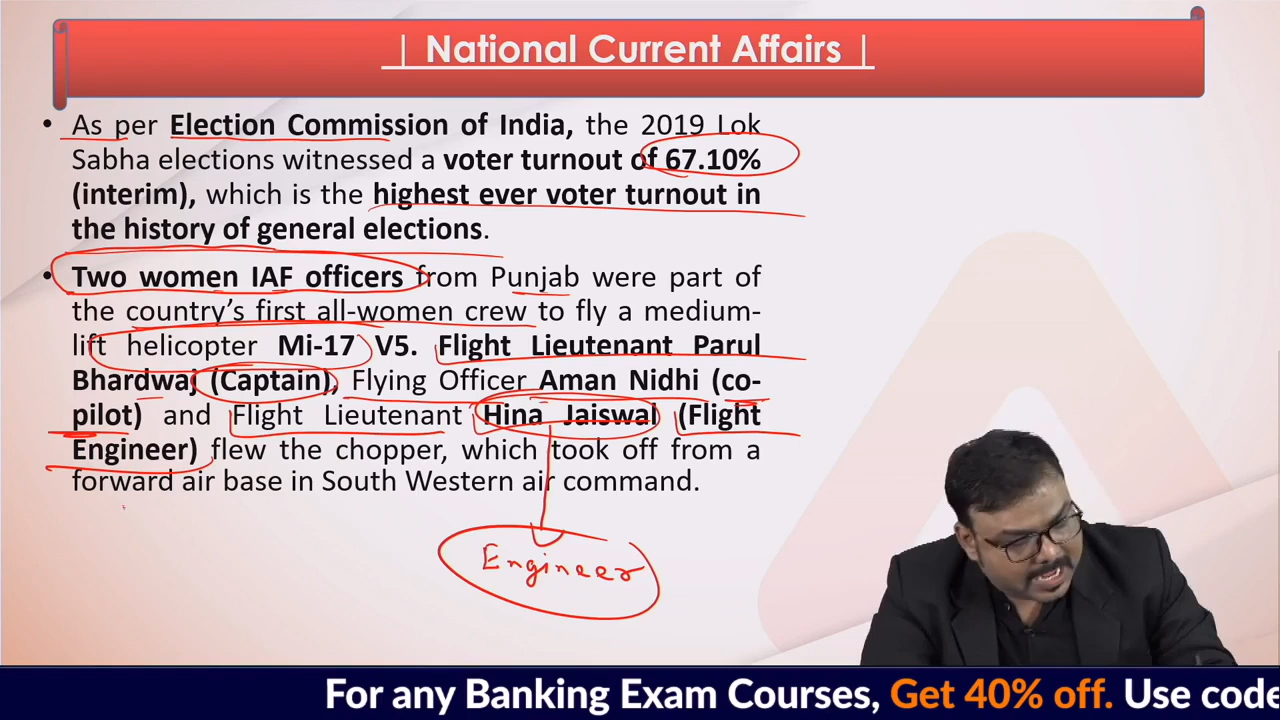 | National Current Affairs |
• As per Election Commission of India, the 2019 Lok
Sabha elections witnessed a voter turnout of 67.10%
(interim), which is the highest ever voter turnout in
the history of general elections.
• Two women IAF officers from Punjab were part of
the country's first all-women crew to fly a medium-
lift helicopter Mi-17 V5. Flight Lieutenant Parul
Bhardwaj (Captain), Flying Officer Aman Nidhi (co-
pilot) and Flight Lieutenant Hina Jaiswal (Flight
Engineer) flew the chopper, which took off from a
forward air base in South Western air command.
Engineer
For any Banking Exam Courses, Get 40% off. Use code